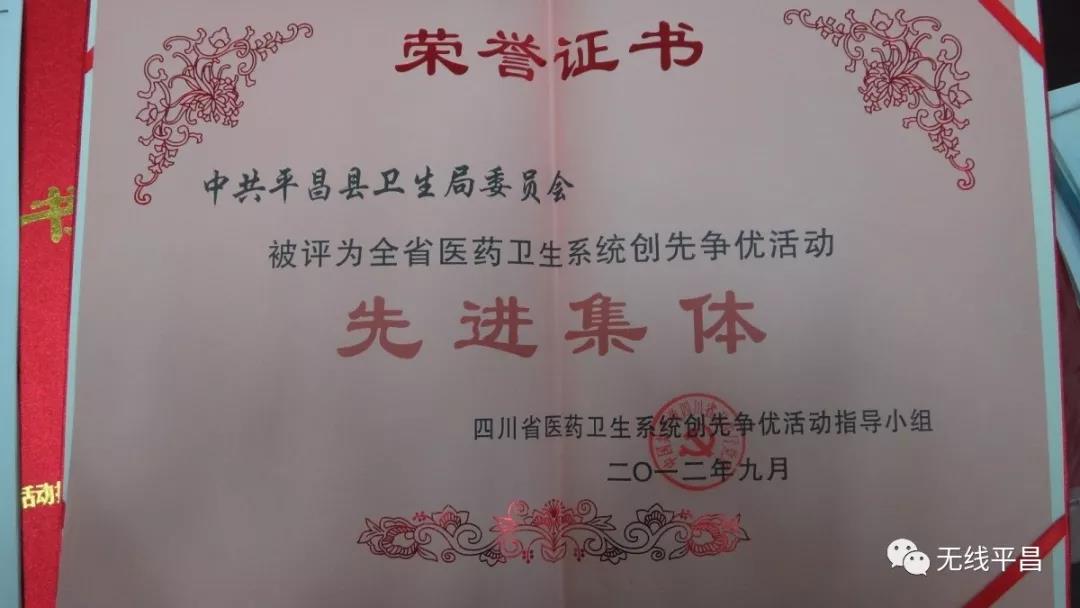 荣誉证书
中共平昌县卫生局委员会
被评为全省医药卫生系统创先争优活动
先进集体
四川省医药卫生系统创先争优活动指导小组
二〇一二年九月
书
活动
无线平昌